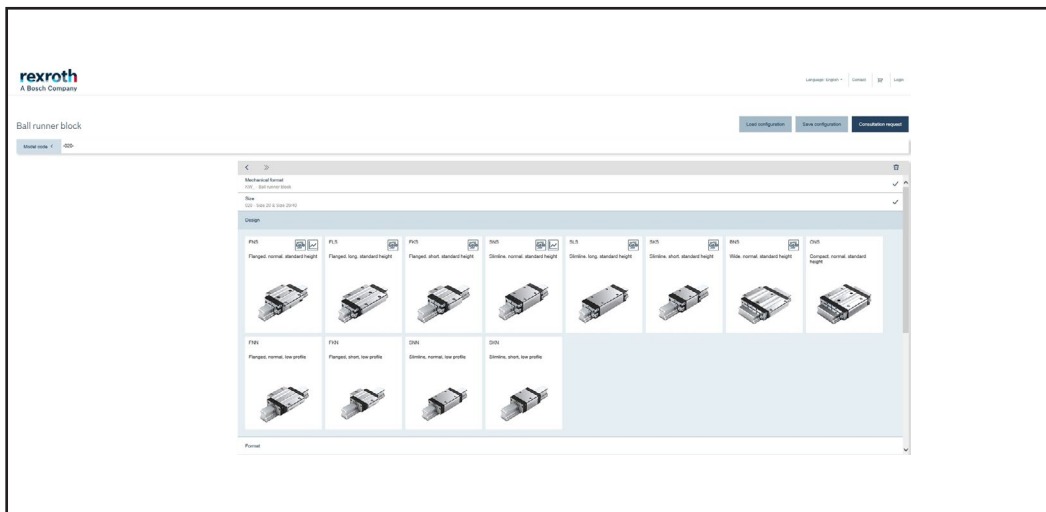 rexroth
A Bosch Company
Language: English
Contact
Login
Ball runner block
Load configuration
Save configuration
Consultation request
Model code
-020-
Mechanical format
Ball runner block
Size
Design
FNS
Flanged, normal, standard height
FLS
Flanged, long, standard height
FKS
Flanged, short, standard height
SNS
Slimline, normal, standard height
SLS
Slimline, long, standard height
SKS
Slimline, short, standard height
BNS
Wide, normal, standard height
CNS
Compact, normal, standard
height
FNN
Flanged, normal, low profile
FKN
Flanged, short, low profile
Slimline, normal, low profile
Slimline, short, low profile
Format